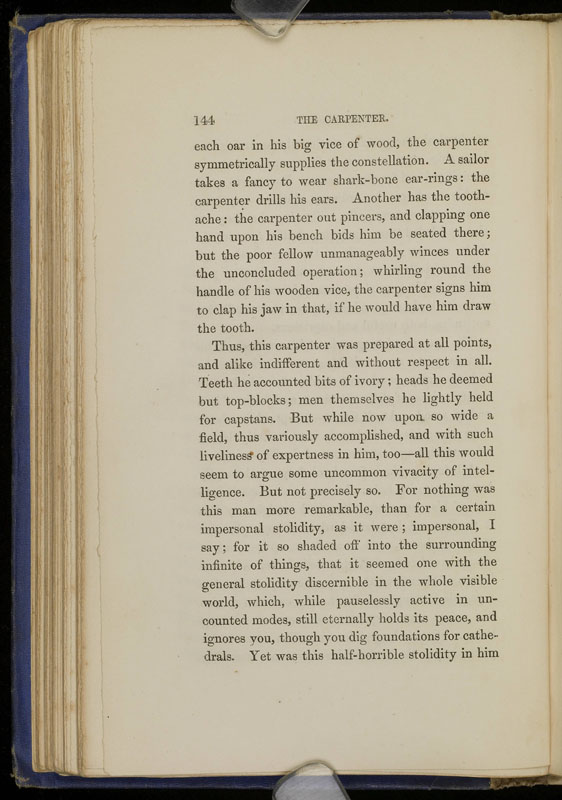 144 THE CARPENTER.
each oar in his big vice of wood, the carpenter
symmetrically supplies the constellation. A sailor
takes a fancy to wear shark-bone ear-rings: the
carpenter drills his ears. Another has the tooth-
ache: the carpenter out pincers, and clapping one
hand upon his bench bids him be seated there;
but the poor fellow unmanageably winces under
the unconcluded operation; whirling round the
handle of his wooden vice, the carpenter signs him
to clap his jaw in that, if he would have him draw
the tooth.
Thus, this carpenter was prepared at all points,
and alike indifferent and without respect in all.
Teeth he accounted bits of ivory; heads he deemed
but top-blocks; men themselves he lightly held
for capstans. But while now upon so wide a
field, thus variously accomplished, and with such
liveliness of expertness in him, too—all this would
seem to argue some uncommon vivacity of intel-
ligence. But not precisely so. For nothing was
this man more remarkable, than for a certain
impersonal stolidity, as it were; impersonal, I
say; for it so shaded off into the surrounding
infinite of things, that it seemed one with the
general stolidity discernible in the whole visible
world, which, while pauselessly active in un-
counted modes, still eternally holds its peace, and
ignores you, though you dig foundations for cathe-
drals. Yet was this half-horrible stolidity in him